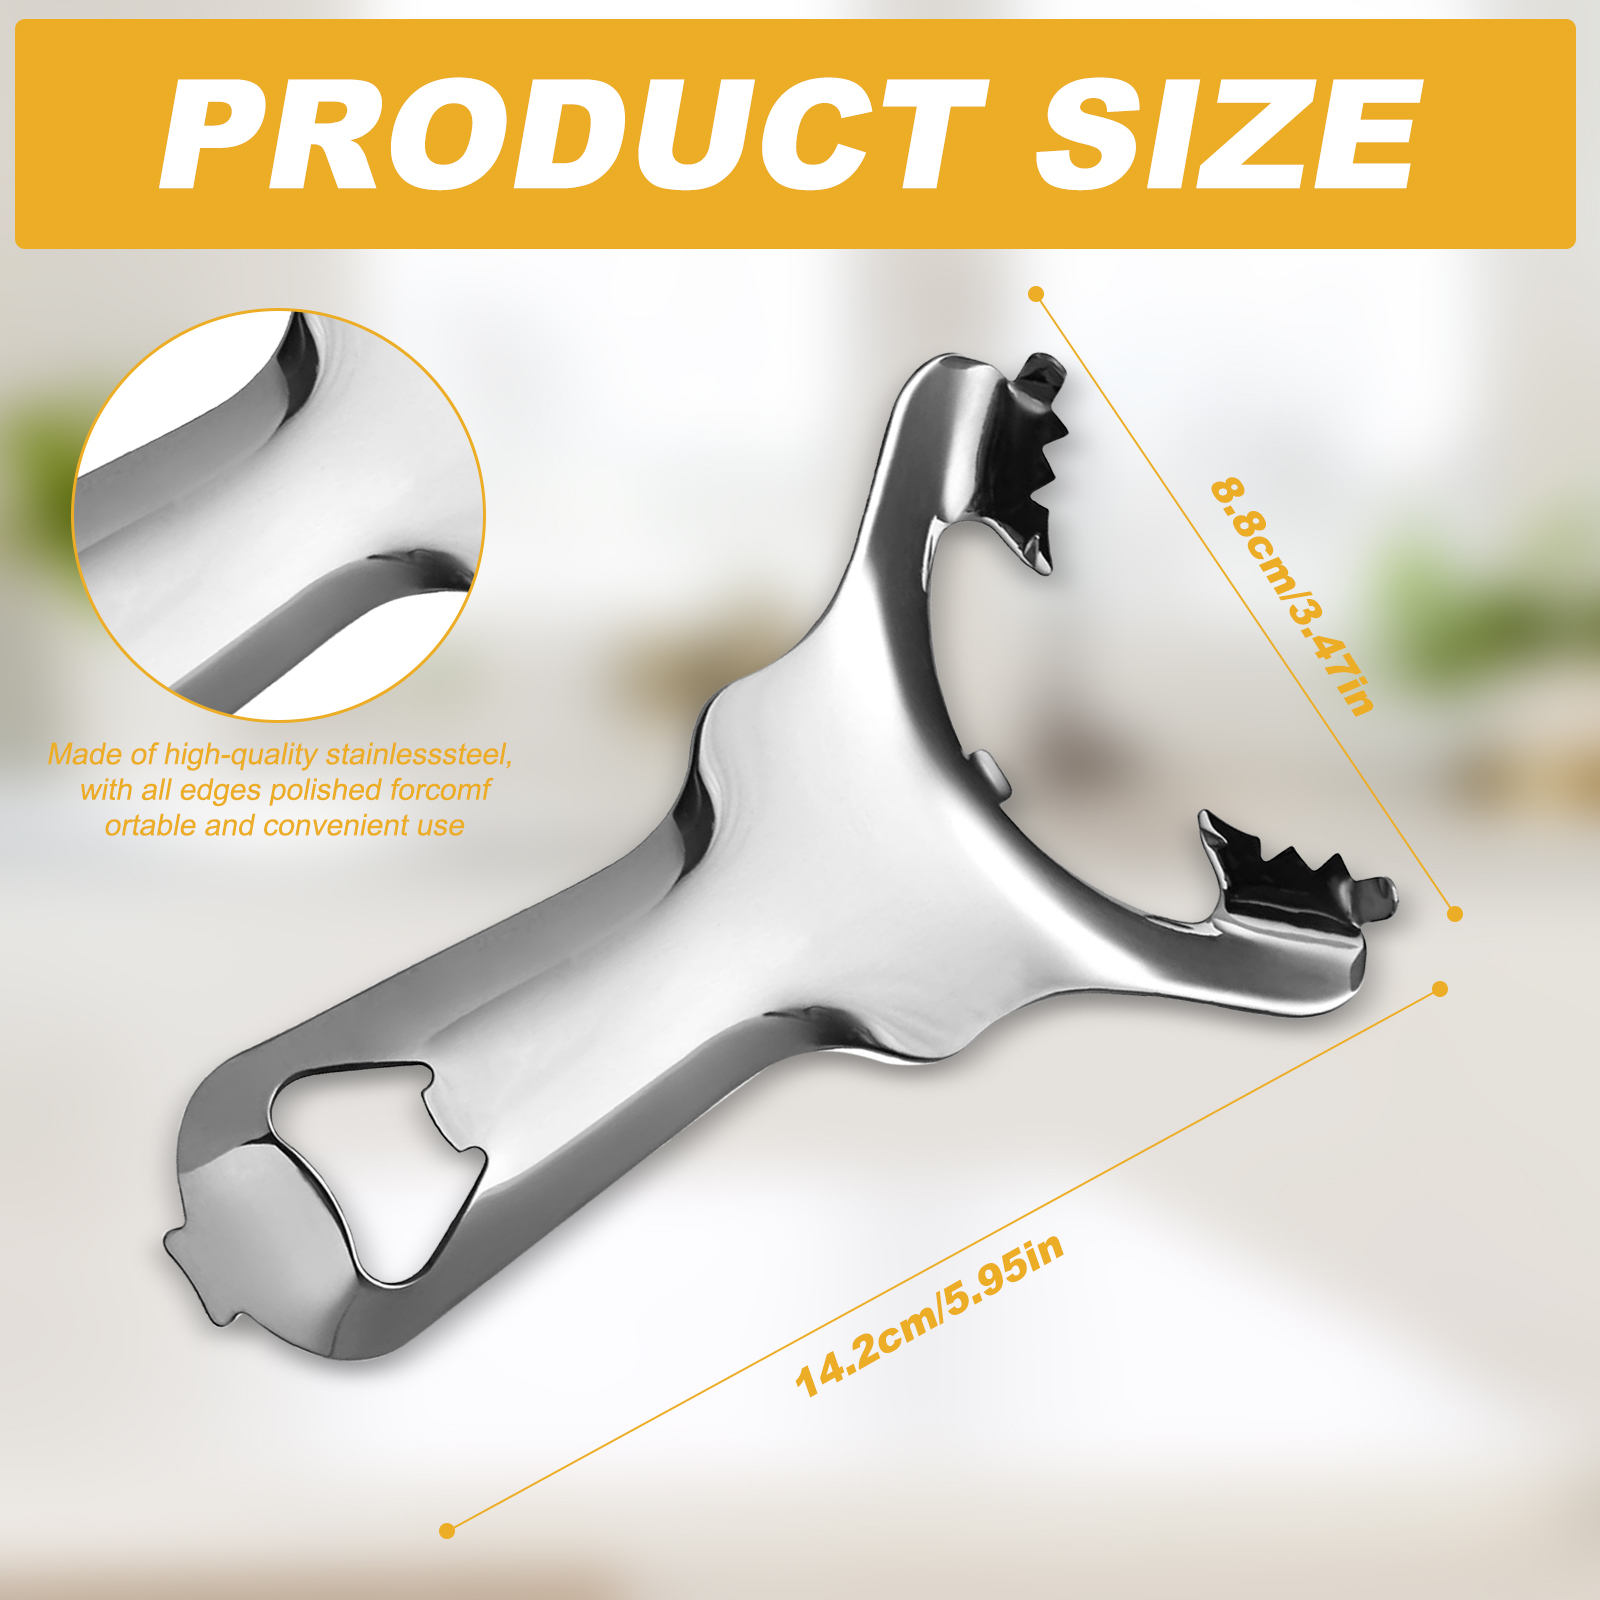 PRODUCT SIZE
8.8cm/3.47in
Made of high-quality stainlesssteel,
with all edges polished forcomf
ortable and convenient use
14.2cm/5.95in